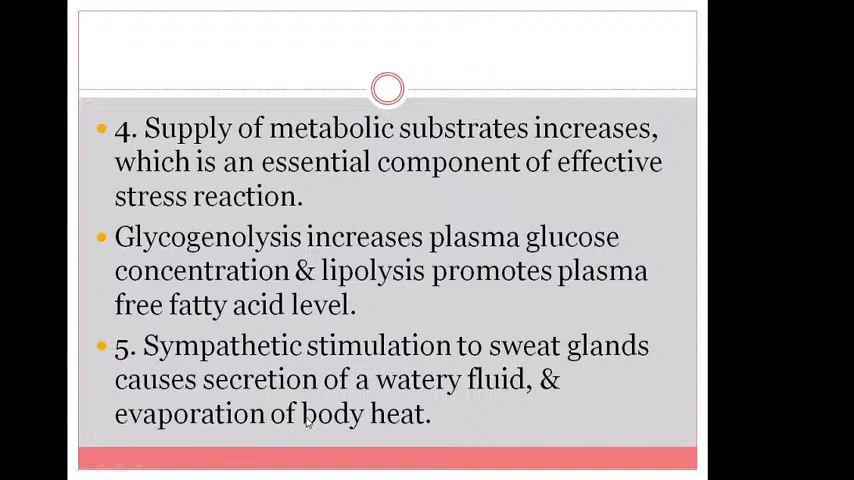 • 4. Supply of metabolic substrates increases,
which is an essential component of effective
stress reaction.
• Glycogenolysis increases plasma glucose
concentration & lipolysis promotes plasma
free fatty acid level.
• 5. Sympathetic stimulation to sweat glands
causes secretion of a watery fluid, &
evaporation of body heat.